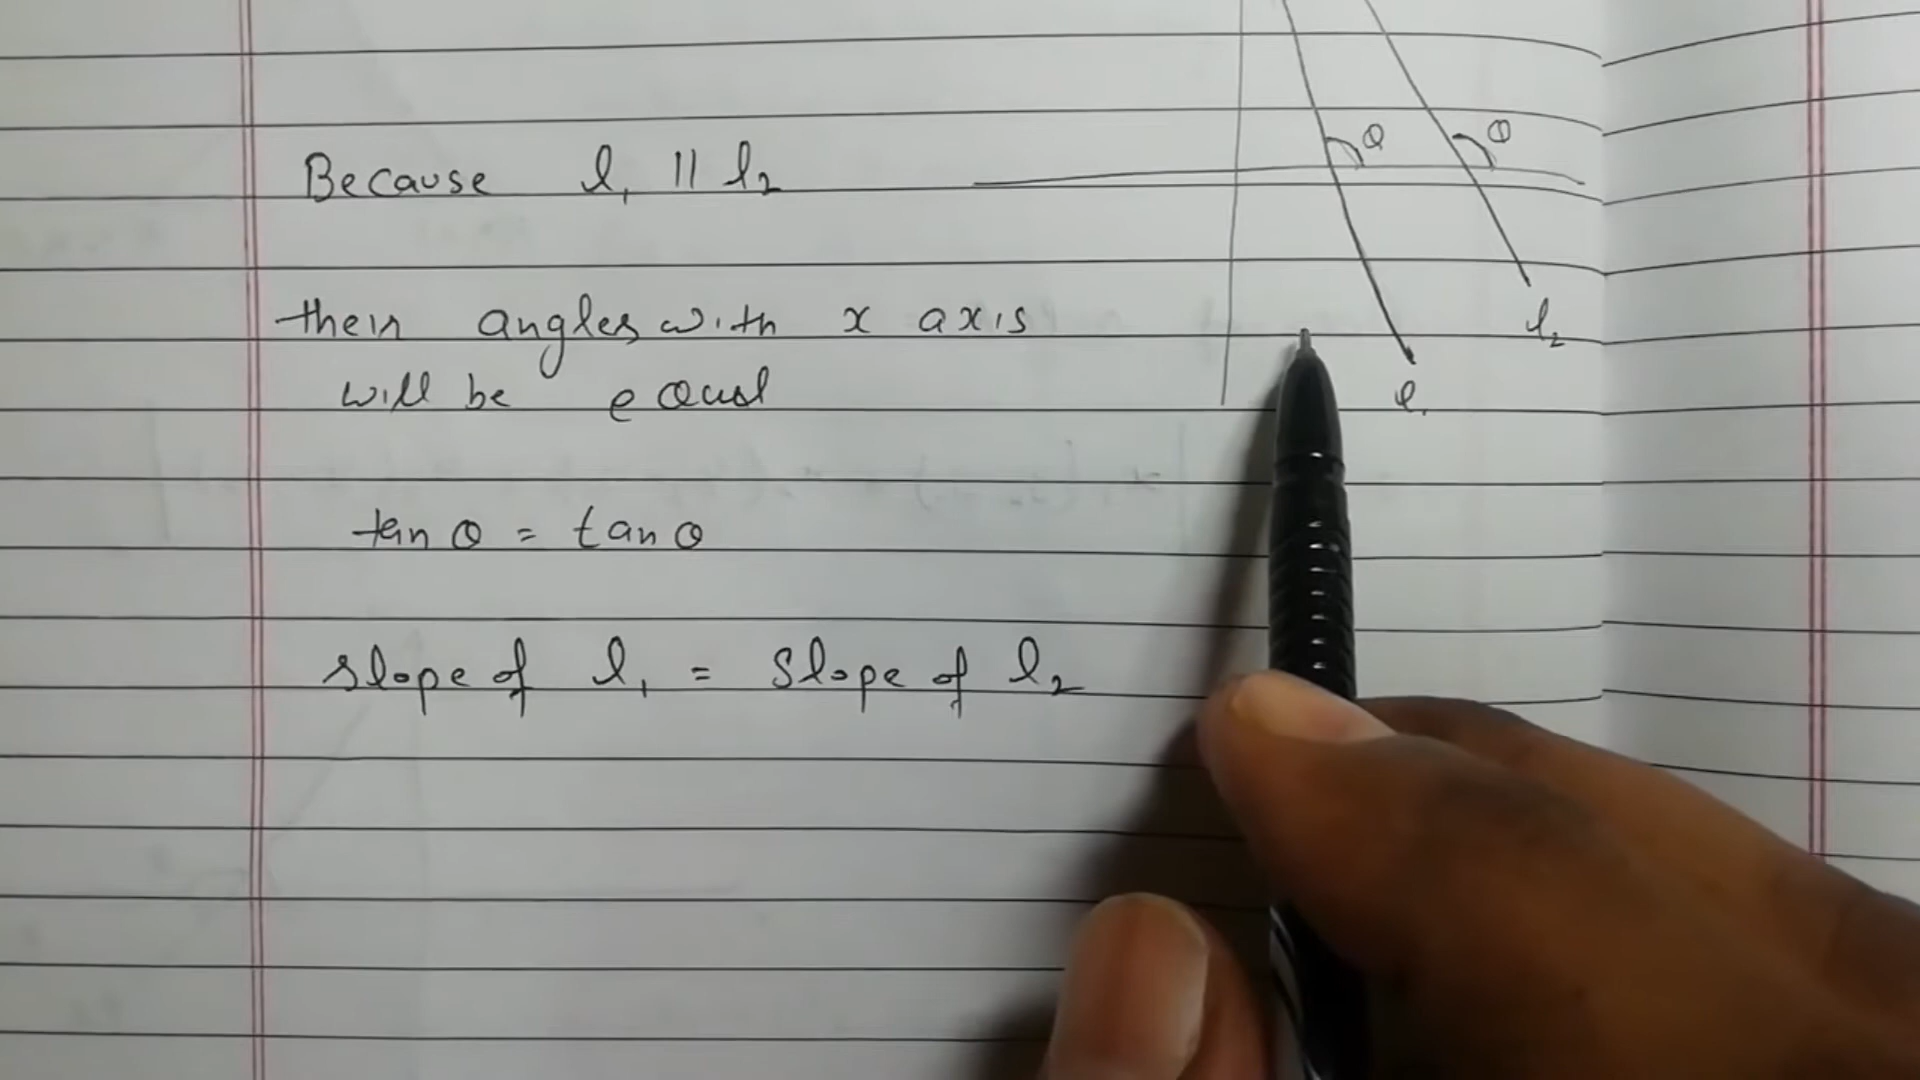 Because l₁ || l₂
their angles with x axis
will be equal
tan θ = tan θ
slope of l₁ = slope of l₂
θ
θ
l₂
l₁